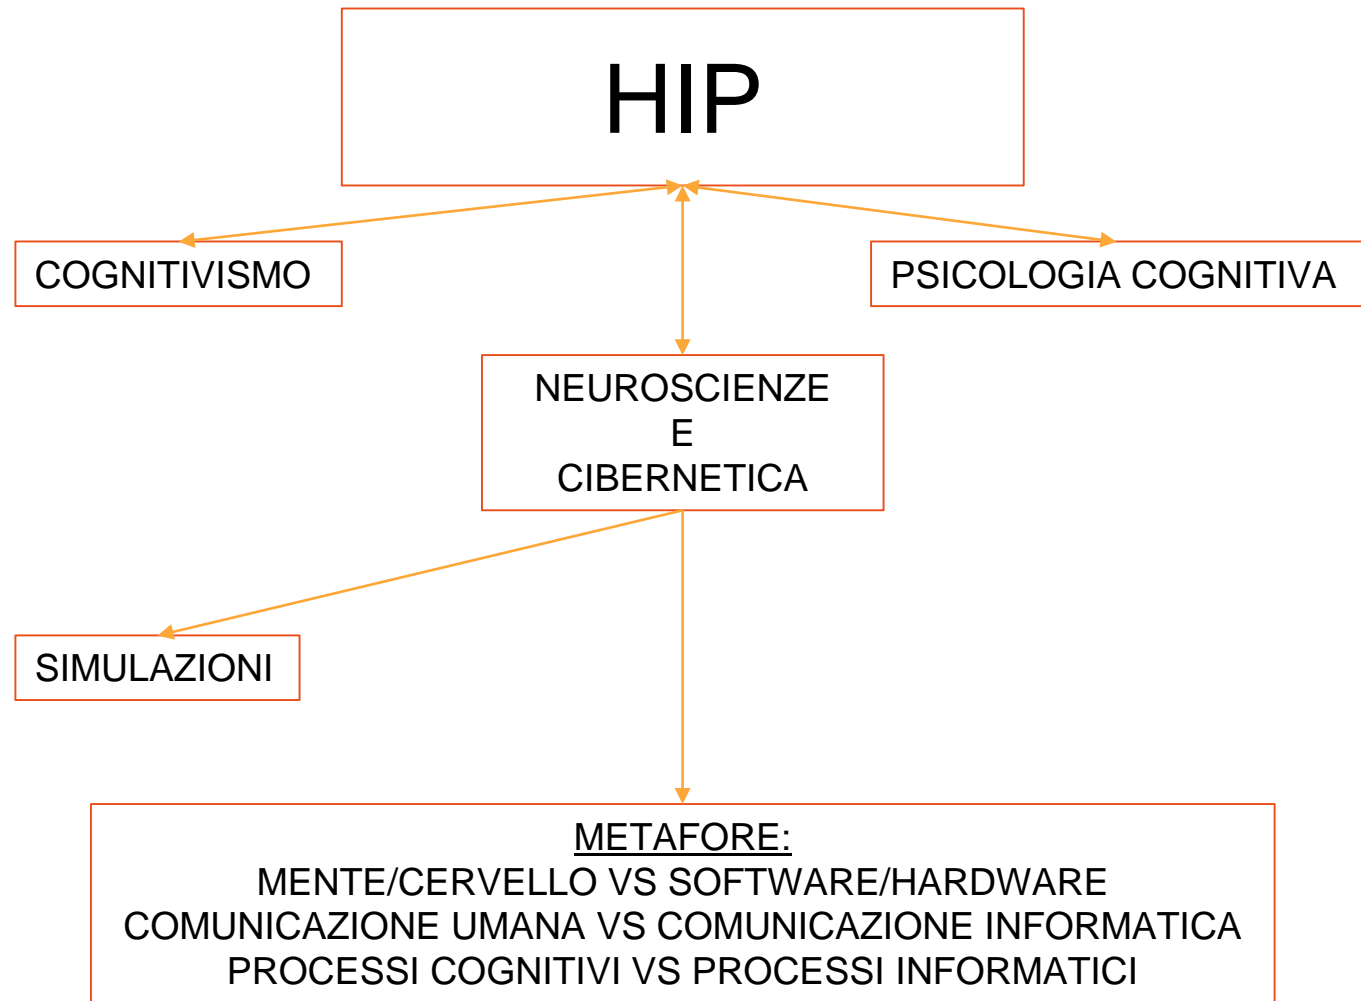 HIP
COGNITIVISMO
PSICOLOGIA COGNITIVA
NEUROSCIENZE
E
CIBERNETICA
SIMULAZIONI
METAFORE:
MENTE/CERVELLO VS SOFTWARE/HARDWARE
COMUNICAZIONE UMANA VS COMUNICAZIONE INFORMATICA
PROCESSI COGNITIVI VS PROCESSI INFORMATICI